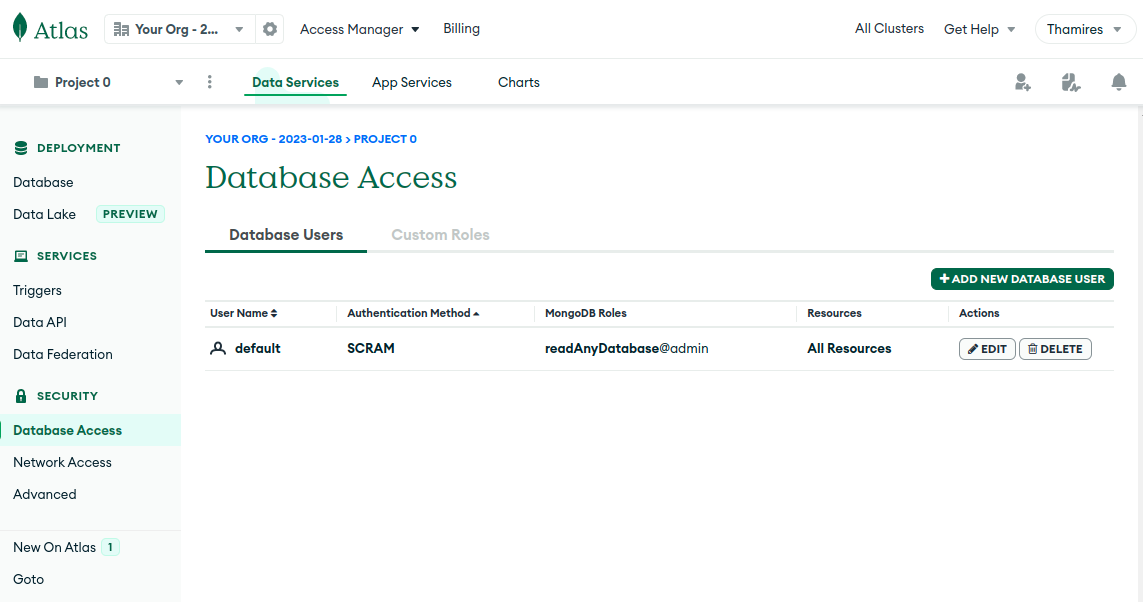 Atlas
Your Org - 2...
Access Manager
Billing
All Clusters
Get Help
Thamires
Project 0
Data Services
App Services
Charts
DEPLOYMENT
Database
Data Lake PREVIEW
SERVICES
Triggers
Data API
Data Federation
SECURITY
Database Access
Network Access
Advanced
New On Atlas 1
Goto
YOUR ORG - 2023-01-28 > PROJECT 0
Database Access
Database Users Custom Roles
ADD NEW DATABASE USER
User Name Authentication Method MongoDB Roles Resources Actions
default SCRAM readAnyDatabase@admin All Resources EDIT DELETE